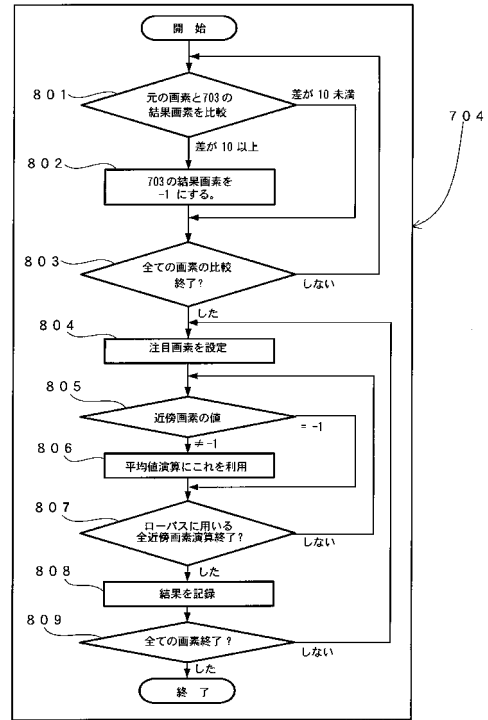 開 始
801
元の画素と703の
結果画素を比較
差が 10 未満
704
差が 10 以上
802
703の結果画素を
-1 にする。
803
全ての画素の比較
終了?
しない
した
804
注目画素を設定
805
近傍画素の値
= -1
≠ -1
806
平均値演算にこれを利用
807
ローパスに用いる
全近傍画素演算終了?
しない
した
808
結果を記録
809
全ての画素終了?
しない
した
終 了